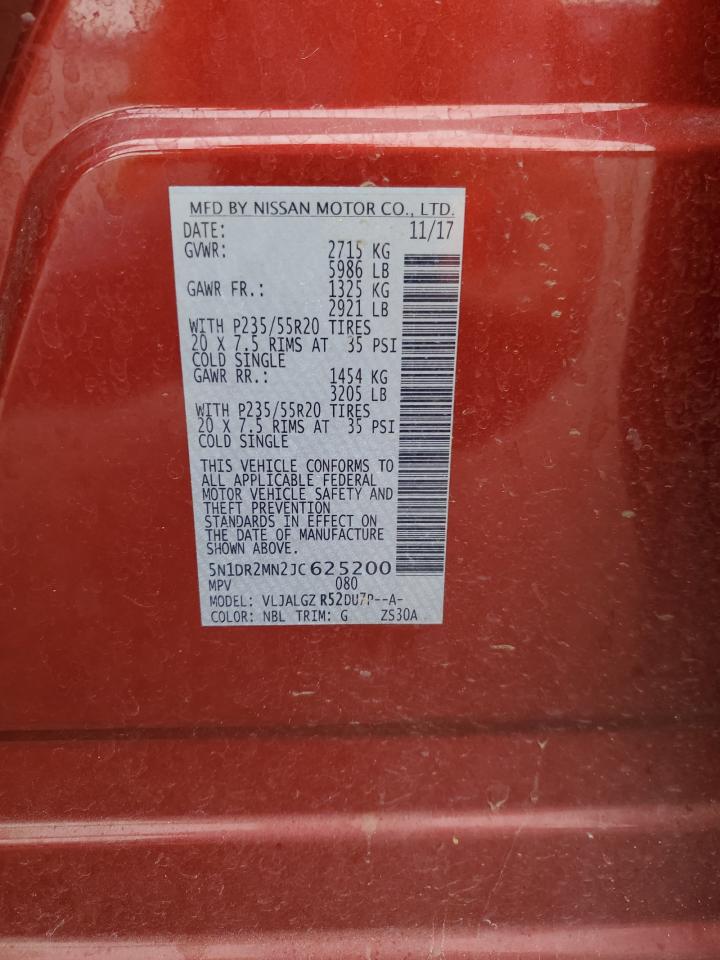 MFD BY NISSAN MOTOR CO., LTD.
DATE: 11/17
GVWR: 2715 KG
5986 LB
GAWR FR.: 1325 KG
2921 LB
WITH P235/55R20 TIRES
20 X 7.5 RIMS AT 35 PSI
COLD SINGLE
GAWR RR.: 1454 KG
3205 LB
WITH P235/55R20 TIRES
20 X 7.5 RIMS AT 35 PSI
COLD SINGLE
THIS VEHICLE CONFORMS TO
ALL APPLICABLE FEDERAL
MOTOR VEHICLE SAFETY AND
THEFT PREVENTION
STANDARDS IN EFFECT ON
THE DATE OF MANUFACTURE
SHOWN ABOVE.
5N1DR2MN2JC625200
MPV 080
MODEL: VLJALGZ R52DU7P--A-
COLOR: NBL TRIM: G ZS30A